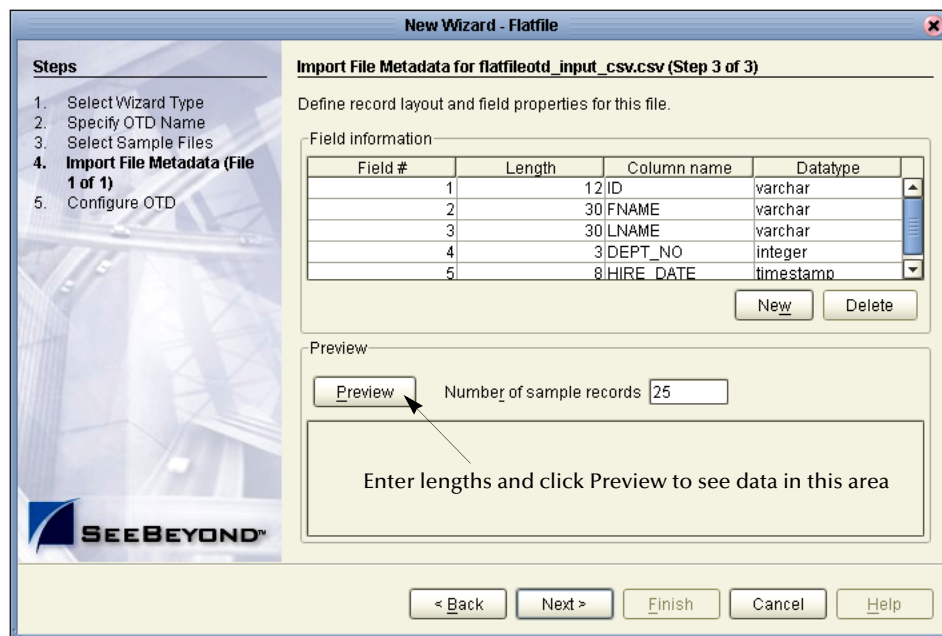 New Wizard - Flatfile
Steps
1. Select Wizard Type
2. Specify OTD Name
3. Select Sample Files
4. Import File Metadata (File
1 of 1)
5. Configure OTD
SEEBEYOND™
Import File Metadata for flatfileotd_input_csv.csv (Step 3 of 3)
Define record layout and field properties for this file.
Field information
Field # Length Column name Datatype
1 12 ID varchar
2 30 FNAME varchar
3 30 LNAME varchar
4 3 DEPT_NO integer
5 8 HIRE_DATE timestamp
New Delete
Preview
Preview Number of sample records 25
Enter lengths and click Preview to see data in this area
< Back Next > Finish Cancel Help